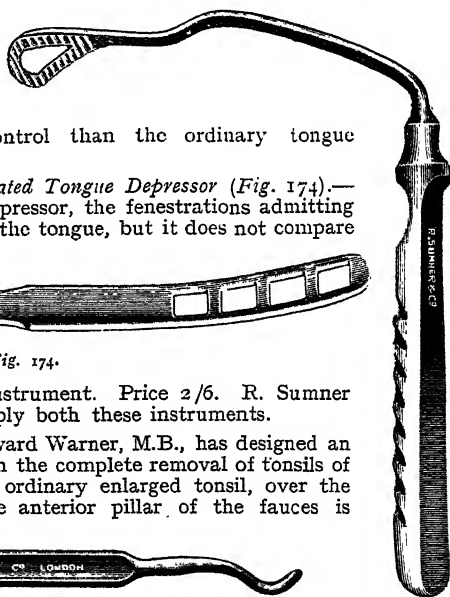 ontrol than the ordinary tongue
ated Tongue Depressor (Fig. 174).—
pressor, the fenestrations admitting
the tongue, but it does not compare
R. SUMNER & Co
Fig. 174.
nstrument. Price 2/6. R. Sumner
ply both these instruments.
ward Warner, M.B., has designed an
n the complete removal of tonsils of
ordinary enlarged tonsil, over the
e anterior pillar of the fauces is
Co LONDON